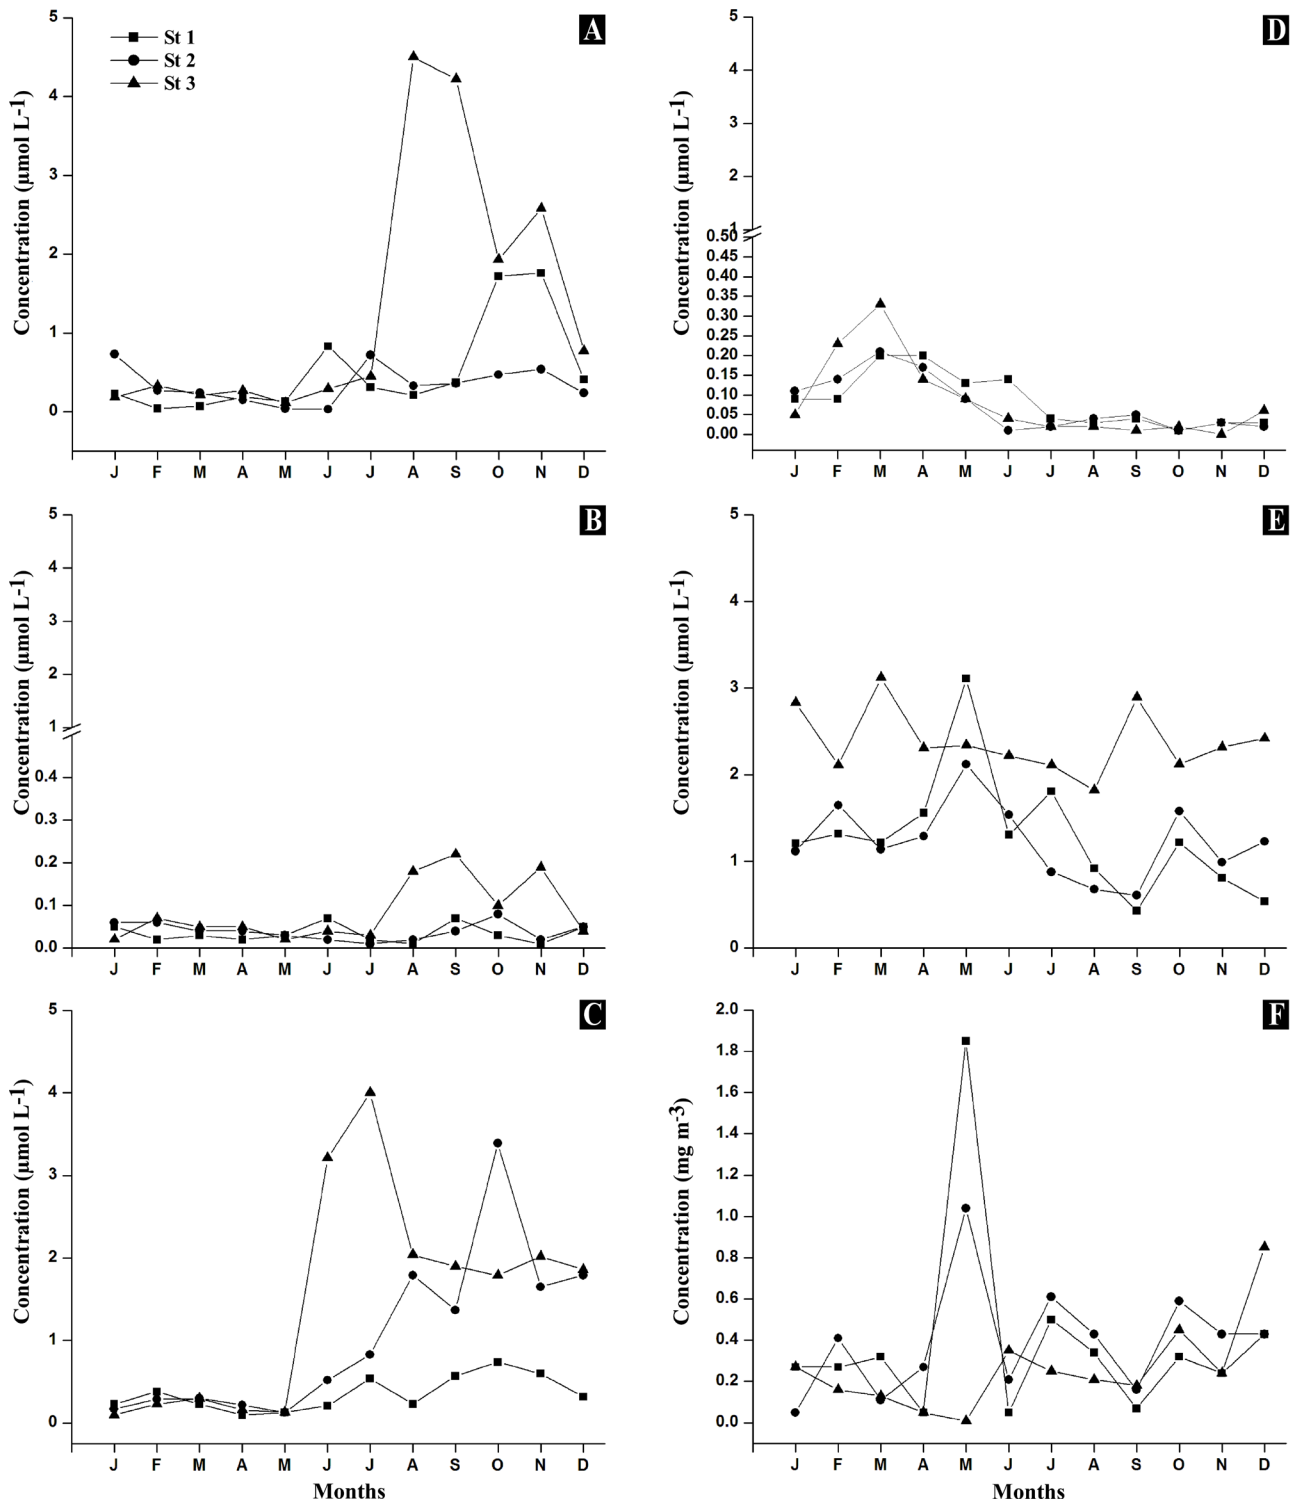 A
St 1
St 2
St 3
Concentration (µmol L-1)
5
4
3
2
1
0
J F M A M J J A S O N D
D
Concentration (µmol L-1)
5
4
3
2
1
0.50
0.45
0.40
0.35
0.30
0.25
0.20
0.15
0.10
0.05
0.00
J F M A M J J A S O N D
B
Concentration (µmol L-1)
5
4
3
2
1
0.4
0.3
0.2
0.1
0.0
J F M A M J J A S O N D
E
Concentration (µmol L-1)
5
4
3
2
1
0
J F M A M J J A S O N D
C
Concentration (µmol L-1)
5
4
3
2
1
0
J F M A M J J A S O N D
Months
F
Concentration (mg m-3)
2.0
1.8
1.6
1.4
1.2
1.0
0.8
0.6
0.4
0.2
0.0
J F M A M J J A S O N D
Months